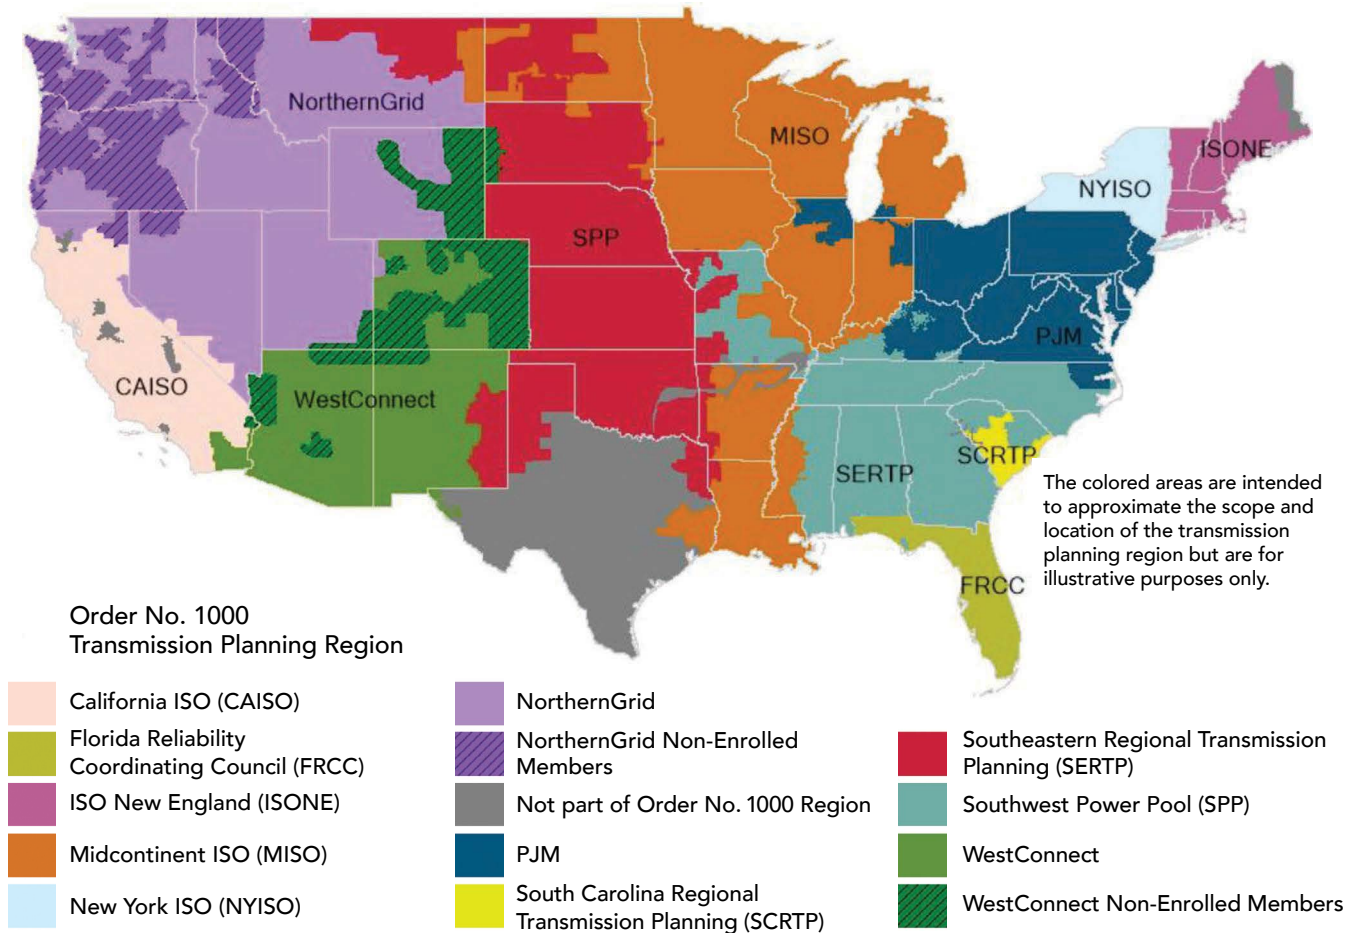 NorthernGrid
MISO
ISONE
NYISO
SPP
PJM
CAISO
WestConnect
SCRTP
SERTP
The colored areas are intended
to approximate the scope and
location of the transmission
planning region but are for
illustrative purposes only.
FRCC
Order No. 1000
Transmission Planning Region
California ISO (CAISO)
Florida Reliability
Coordinating Council (FRCC)
ISO New England (ISONE)
Midcontinent ISO (MISO)
New York ISO (NYISO)
NorthernGrid
NorthernGrid Non-Enrolled
Members
Not part of Order No. 1000 Region
PJM
South Carolina Regional
Transmission Planning (SCRTP)
Southeastern Regional Transmission
Planning (SERTP)
Southwest Power Pool (SPP)
WestConnect
WestConnect Non-Enrolled Members